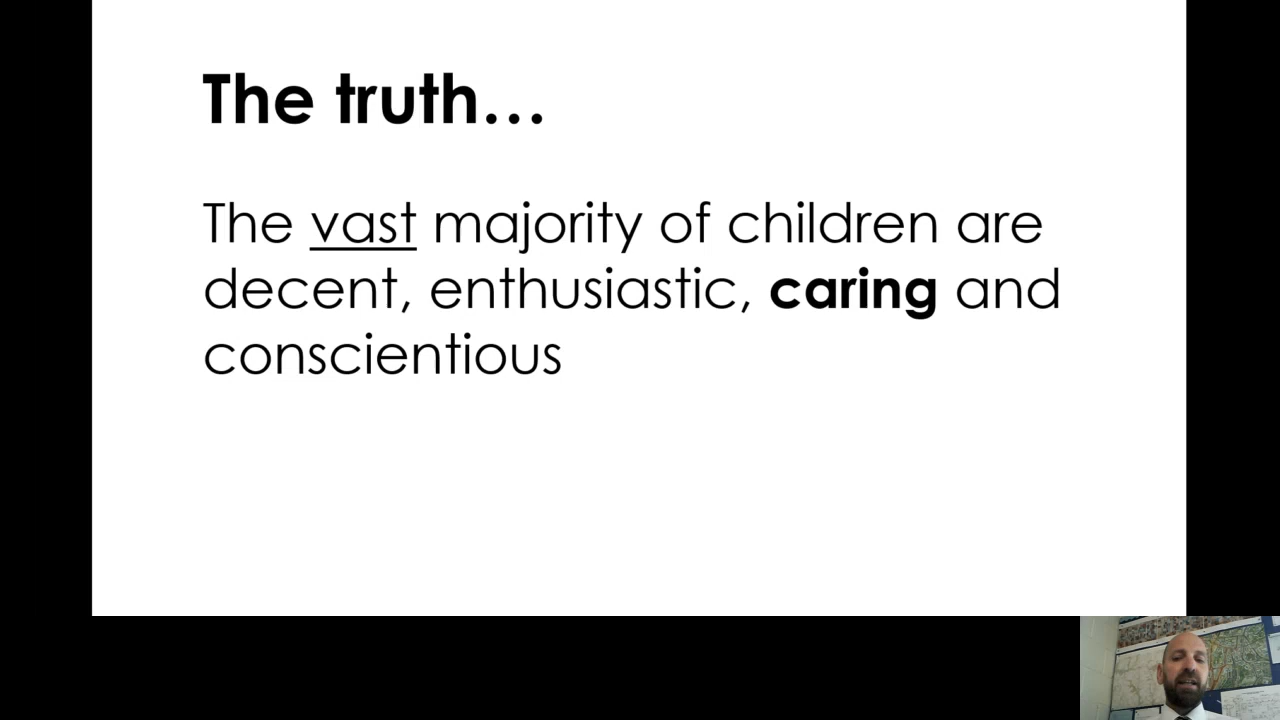 The truth...
The vast majority of children are
decent, enthusiastic, caring and
conscientious